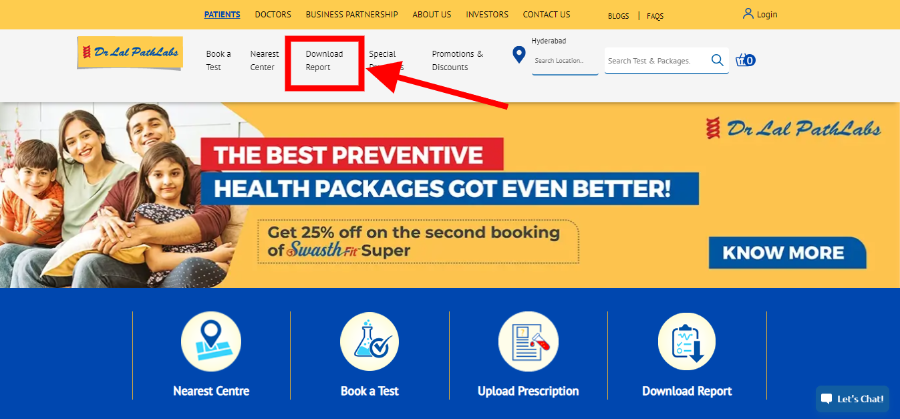 PATIENTS DOCTORS BUSINESS PARTNERSHIP ABOUT US INVESTORS CONTACT US BLOGS | FAQS Login
Dr Lal PathLabs
Book a
Test
Nearest
Center
Download
Report
Special
Promotions &
Discounts
Hyderabad
Search Location..
Search Test & Packages
0
Dr Lal PathLabs
THE BEST PREVENTIVE
HEALTH PACKAGES GOT EVEN BETTER!
Get 25% off on the second booking
of SwasthFit Super
KNOW MORE
Nearest Centre Book a Test Upload Prescription Download Report
Let's Chat!